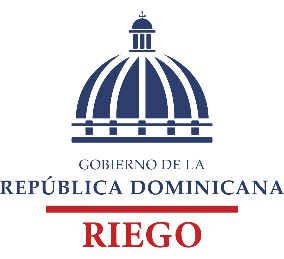 GOBIERNO DE LA
REPÚBLICA DOMINICANA
RIEGO